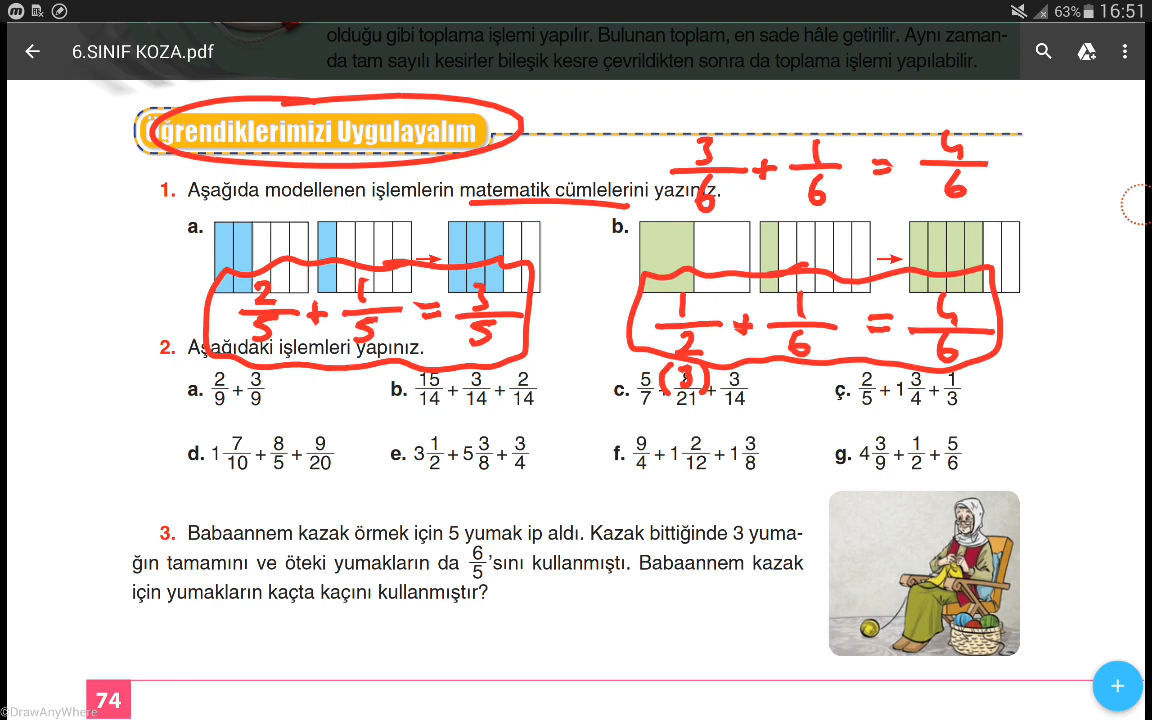 63% 16:51
olduğu gibi toplama işlemi yapılır. Bulunan toplam, en sade hâle getirilir. Aynı zaman-
6.SINIF KOZA.pdf
da tam sayılı kesirler bileşik kesre çevrildikten sonra da toplama işlemi yapılabilir.
Öğrendiklerimizi Uygulayalım
3/6 + 1/6 = 4/6
1. Aşağıda modellenen işlemlerin matematik cümlelerini yazınız.
a. b.
2/5 + 1/5 = 3/5
1/2 + 1/6 = 4/6
(3)
2. Aşağıdaki işlemleri yapınız.
a. 2/9 + 3/9 b. 15/14 + 3/14 + 2/14 c. 5/7 + /21 + 3/14 ç. 2/5 + 1 3/4 + 1/3
d. 1 7/10 + 8/5 + 9/20 e. 3 1/2 + 5 3/8 + 3/4 f. 9/4 + 1 2/12 + 1 3/8 g. 4 3/9 + 1/2 + 5/6
3. Babaannem kazak örmek için 5 yumak ip aldı. Kazak bittiğinde 3 yuma-
ğın tamamını ve öteki yumakların da 6/5'sını kullanmıştı. Babaannem kazak
için yumakların kaçta kaçını kullanmıştır?
74
©DrawAnyWhere